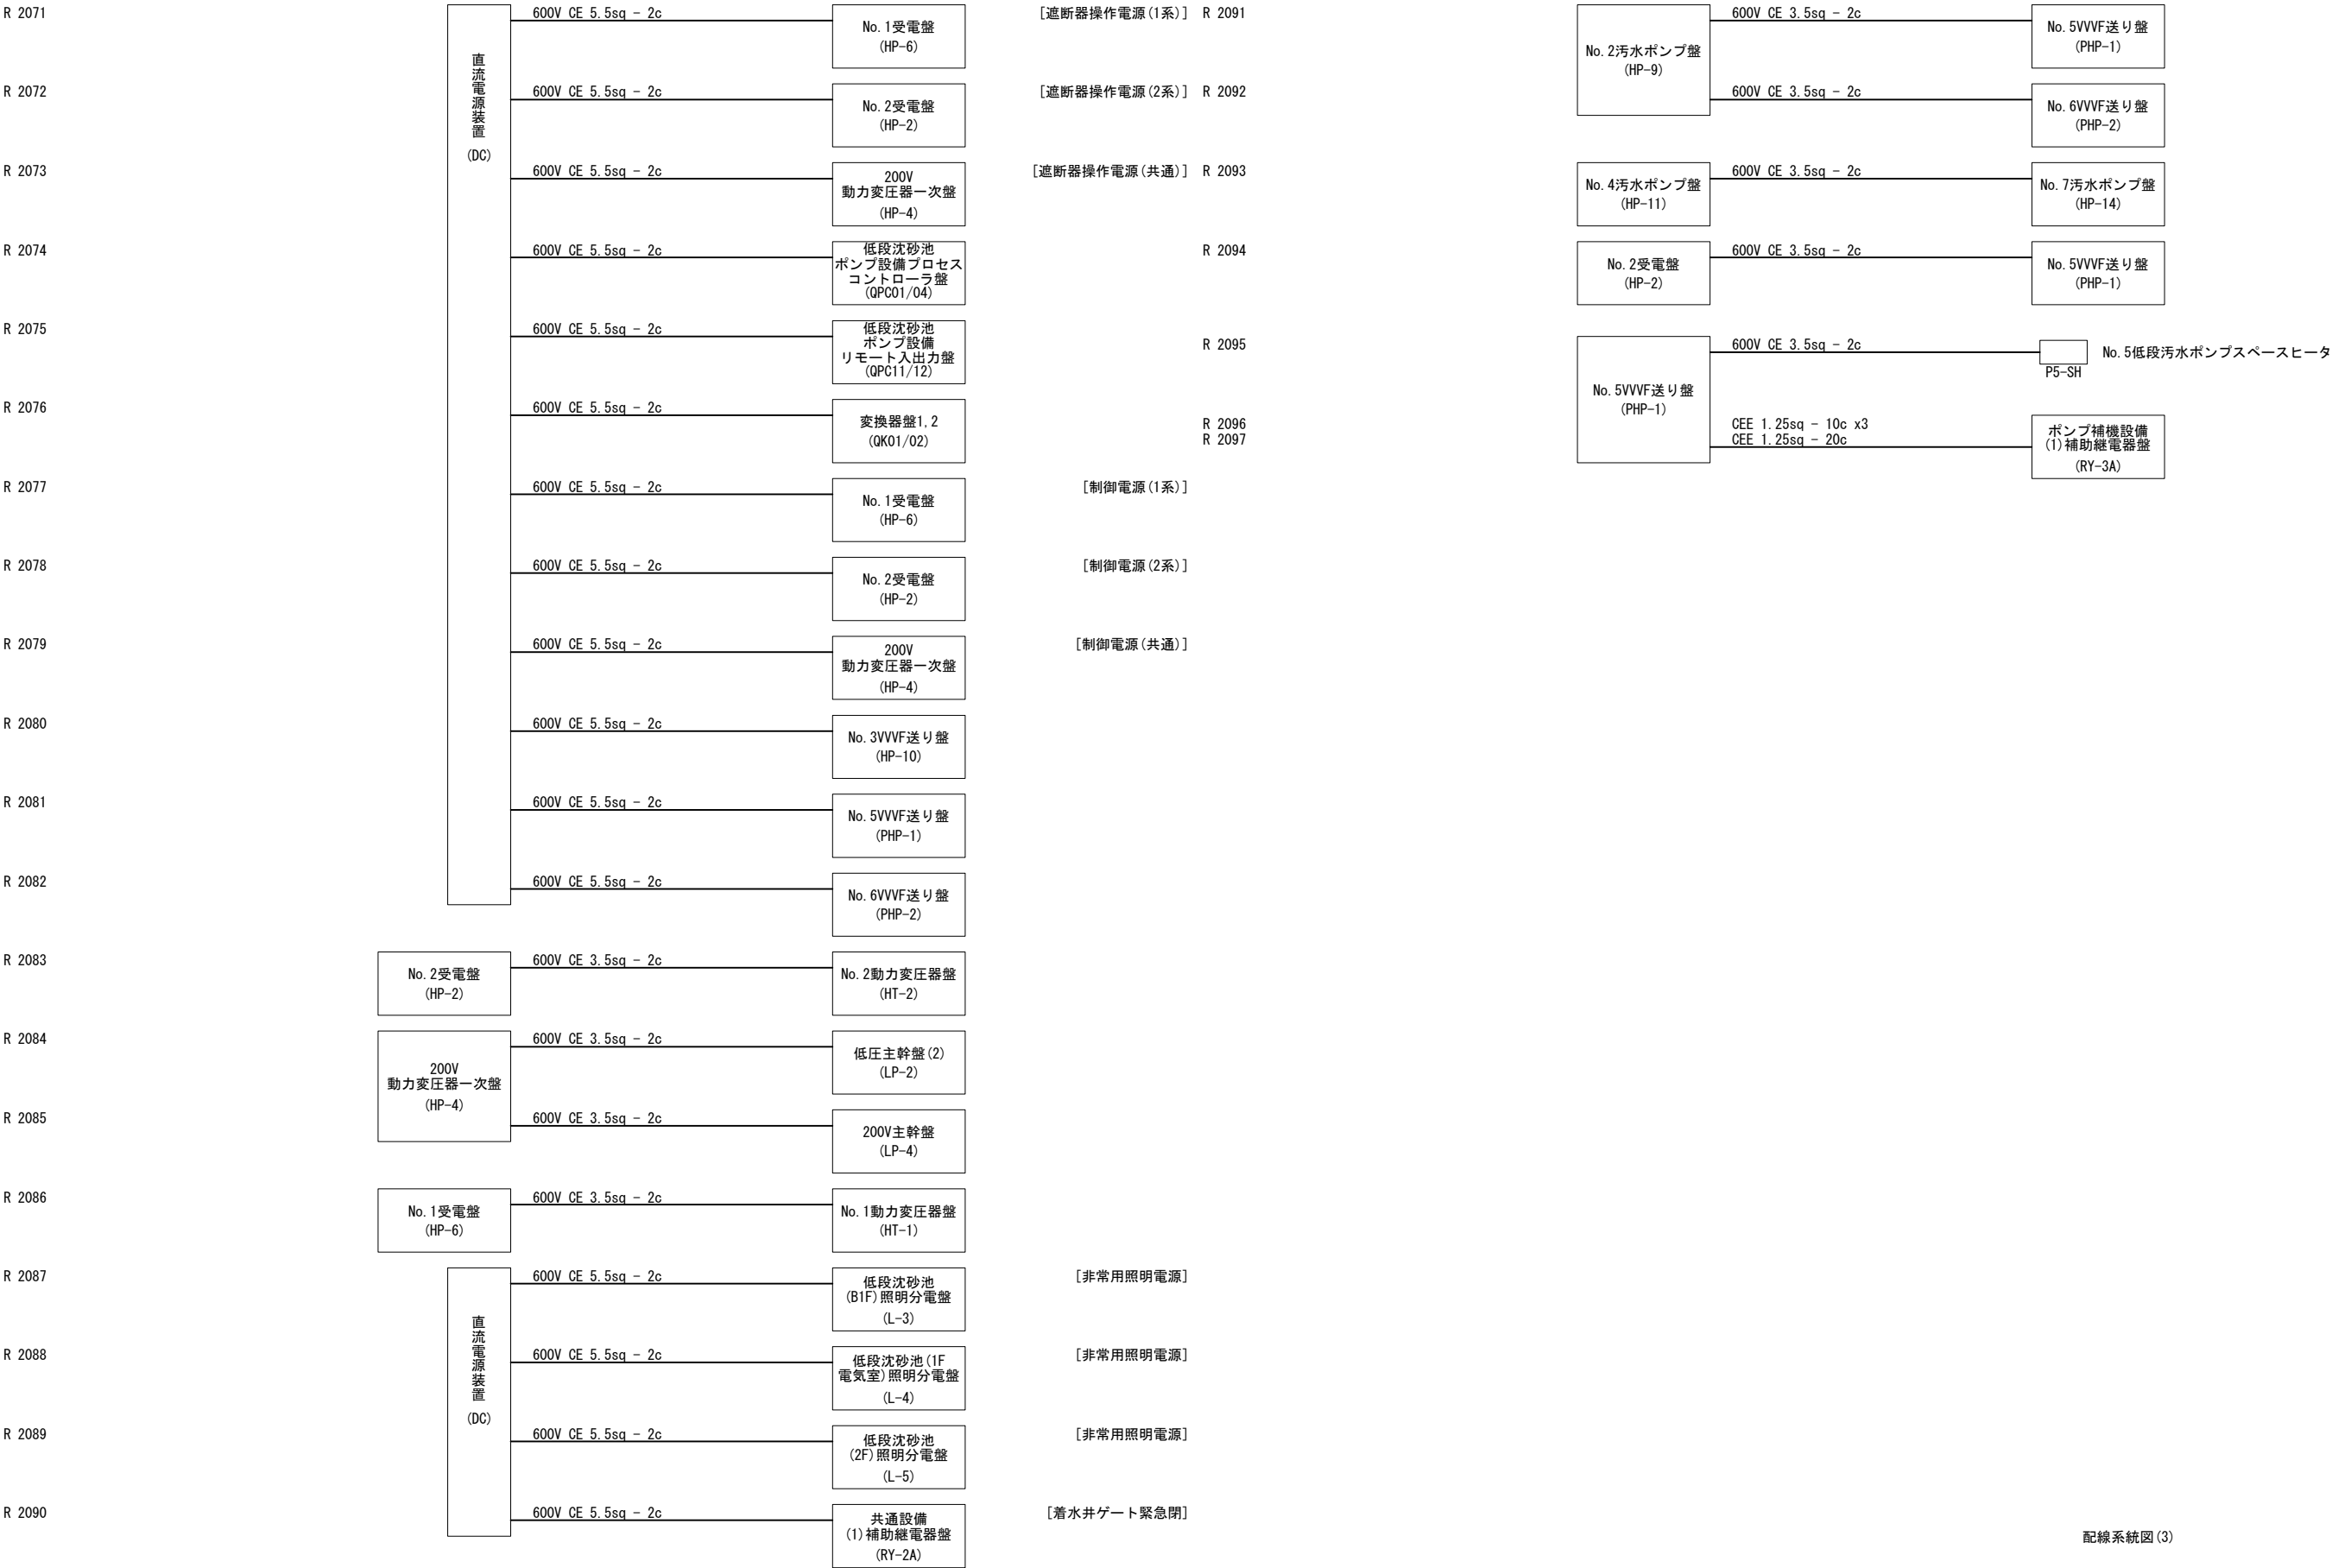 R 2071
直流電源装置
(DC)
600V CE 5.5sq - 2c
No.1受電盤
(HP-6)
[遮断器操作電源(1系)]
R 2072
600V CE 5.5sq - 2c
No.2受電盤
(HP-2)
[遮断器操作電源(2系)]
R 2073
600V CE 5.5sq - 2c
200V
動力変圧器一次盤
(HP-4)
[遮断器操作電源(共通)]
R 2074
600V CE 5.5sq - 2c
低段沈砂池
ポンプ設備プロセス
コントローラ盤
(QPC01/04)
R 2075
600V CE 5.5sq - 2c
低段沈砂池
ポンプ設備
リモート入出力盤
(QPC11/12)
R 2076
600V CE 5.5sq - 2c
変換器盤1,2
(QK01/02)
R 2077
600V CE 5.5sq - 2c
No.1受電盤
(HP-6)
[制御電源(1系)]
R 2078
600V CE 5.5sq - 2c
No.2受電盤
(HP-2)
[制御電源(2系)]
R 2079
600V CE 5.5sq - 2c
200V
動力変圧器一次盤
(HP-4)
[制御電源(共通)]
R 2080
600V CE 5.5sq - 2c
No.3VVVF送り盤
(HP-10)
R 2081
600V CE 5.5sq - 2c
No.5VVVF送り盤
(PHP-1)
R 2082
600V CE 5.5sq - 2c
No.6VVVF送り盤
(PHP-2)
R 2083
No.2受電盤
(HP-2)
600V CE 3.5sq - 2c
No.2動力変圧器盤
(HT-2)
R 2084
200V
動力変圧器一次盤
(HP-4)
600V CE 3.5sq - 2c
低圧主幹盤(2)
(LP-2)
R 2085
600V CE 3.5sq - 2c
200V主幹盤
(LP-4)
R 2086
No.1受電盤
(HP-6)
600V CE 3.5sq - 2c
No.1動力変圧器盤
(HT-1)
R 2087
直流電源装置
(DC)
600V CE 5.5sq - 2c
低段沈砂池
(B1F)照明分電盤
(L-3)
[非常用照明電源]
R 2088
600V CE 5.5sq - 2c
低段沈砂池(1F
電気室)照明分電盤
(L-4)
[非常用照明電源]
R 2089
600V CE 5.5sq - 2c
低段沈砂池
(2F)照明分電盤
(L-5)
[非常用照明電源]
R 2090
600V CE 5.5sq - 2c
共通設備
(1)補助継電器盤
(RY-2A)
[着水井ゲート緊急閉]
R 2091
No.2汚水ポンプ盤
(HP-9)
600V CE 3.5sq - 2c
No.5VVVF送り盤
(PHP-1)
R 2092
600V CE 3.5sq - 2c
No.6VVVF送り盤
(PHP-2)
R 2093
No.4汚水ポンプ盤
(HP-11)
600V CE 3.5sq - 2c
No.7汚水ポンプ盤
(HP-14)
R 2094
No.2受電盤
(HP-2)
600V CE 3.5sq - 2c
No.5VVVF送り盤
(PHP-1)
R 2095
No.5VVVF送り盤
(PHP-1)
600V CE 3.5sq - 2c
P5-SH
No.5低段汚水ポンプスペースヒータ
R 2096
CEE 1.25sq - 10c x3
R 2097
CEE 1.25sq - 20c
ポンプ補機設備
(1)補助継電器盤
(RY-3A)
配線系統図(3)